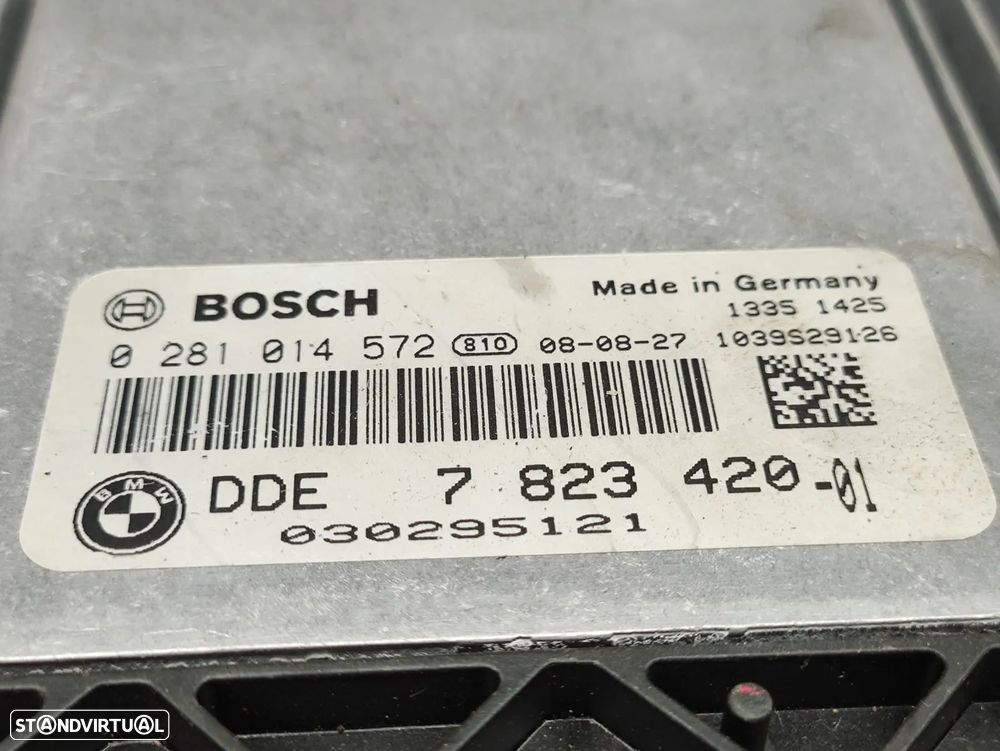 BOSCH
Made in Germany
1335 1425
0 281 014 572 810 08-08-27 1039S29126
BMW
DDE 7 823 420-01
030295121
STANDVIRTUAL